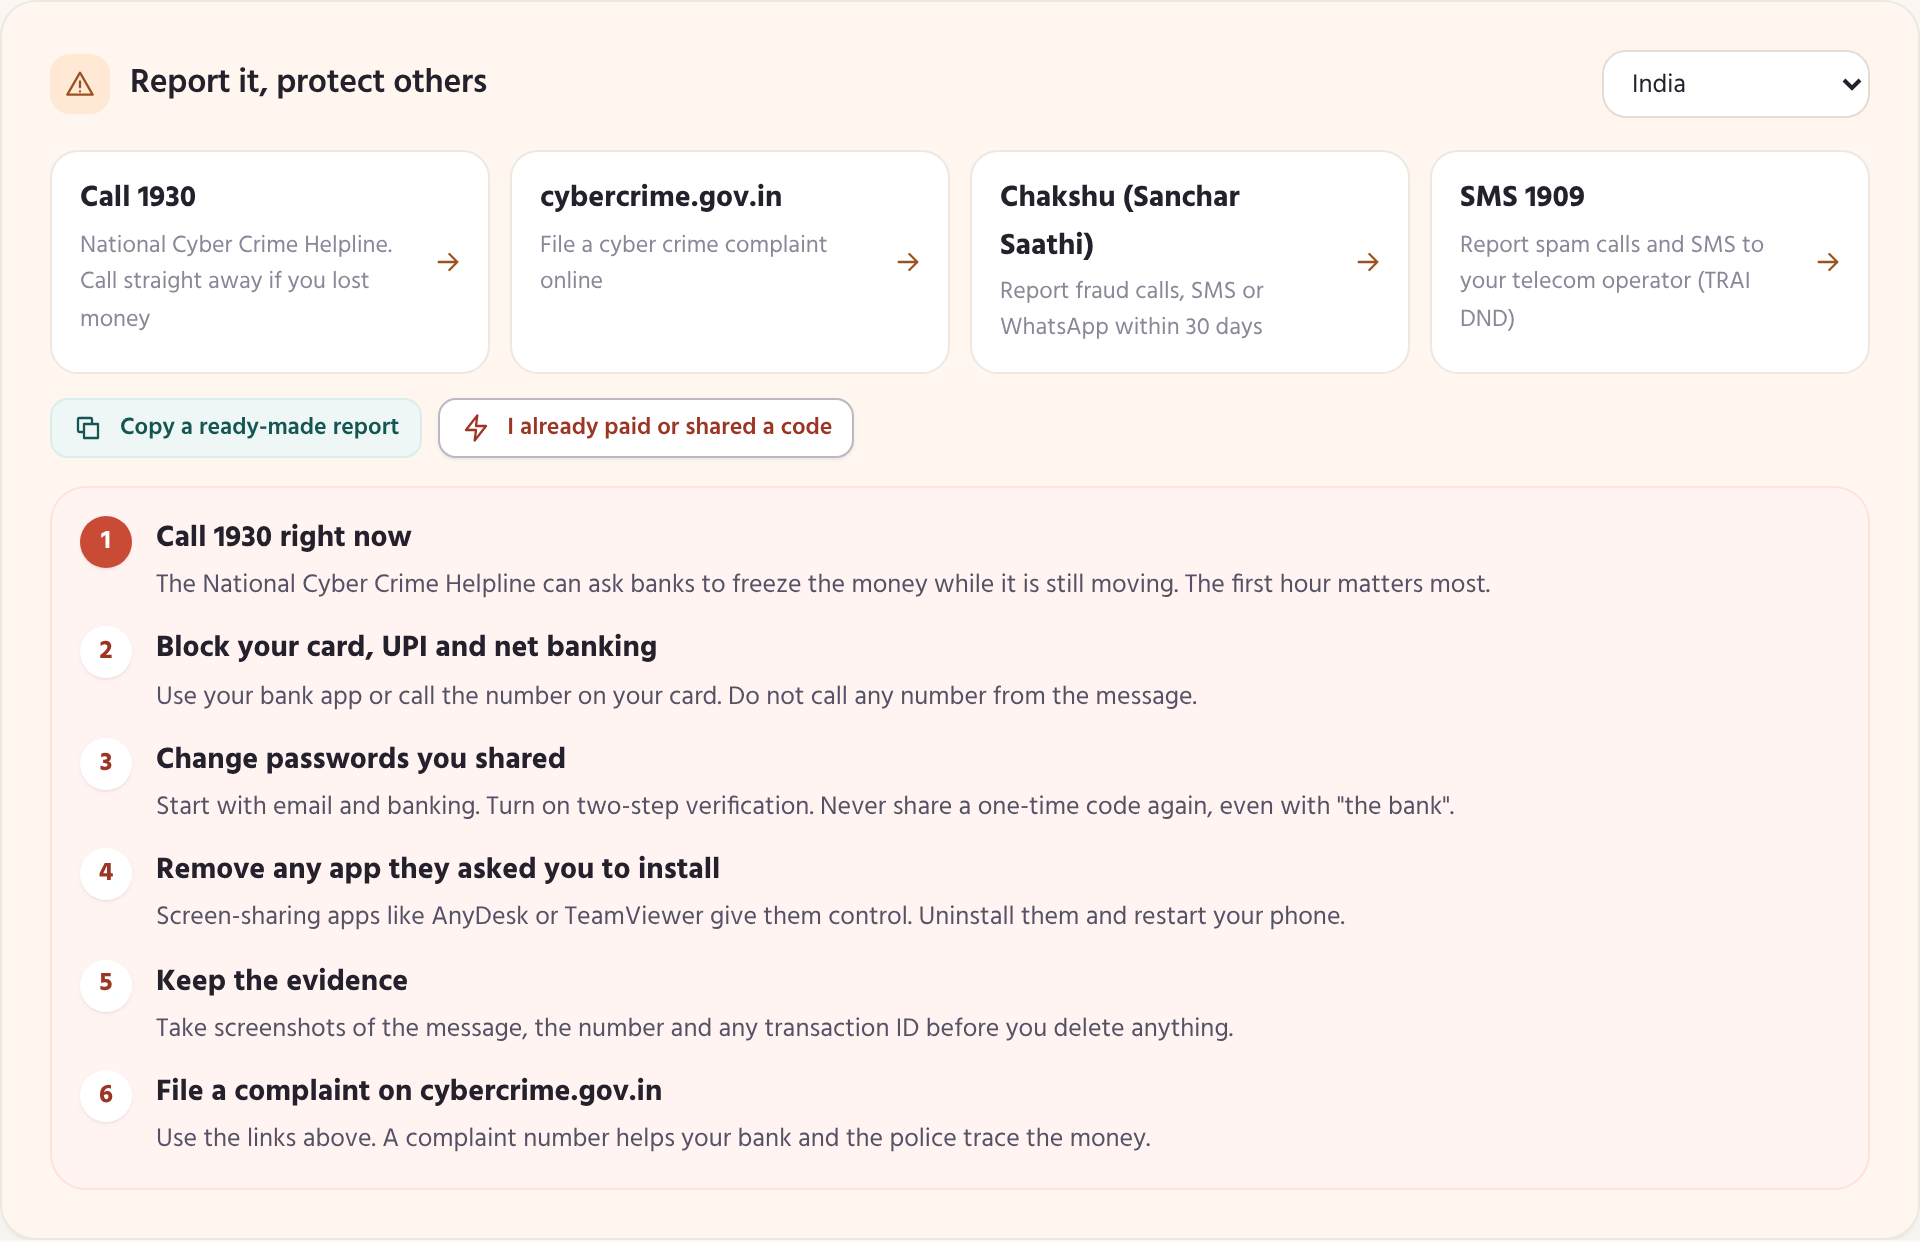 Report it, protect others
India
Call 1930
National Cyber Crime Helpline.
Call straight away if you lost
money
cybercrime.gov.in
File a cyber crime complaint
online
Chakshu (Sanchar
Saathi)
Report fraud calls, SMS or
WhatsApp within 30 days
SMS 1909
Report spam calls and SMS to
your telecom operator (TRAI
DND)
Copy a ready-made report
I already paid or shared a code
1
Call 1930 right now
The National Cyber Crime Helpline can ask banks to freeze the money while it is still moving. The first hour matters most.
2
Block your card, UPI and net banking
Use your bank app or call the number on your card. Do not call any number from the message.
3
Change passwords you shared
Start with email and banking. Turn on two-step verification. Never share a one-time code again, even with "the bank".
4
Remove any app they asked you to install
Screen-sharing apps like AnyDesk or TeamViewer give them control. Uninstall them and restart your phone.
5
Keep the evidence
Take screenshots of the message, the number and any transaction ID before you delete anything.
6
File a complaint on cybercrime.gov.in
Use the links above. A complaint number helps your bank and the police trace the money.